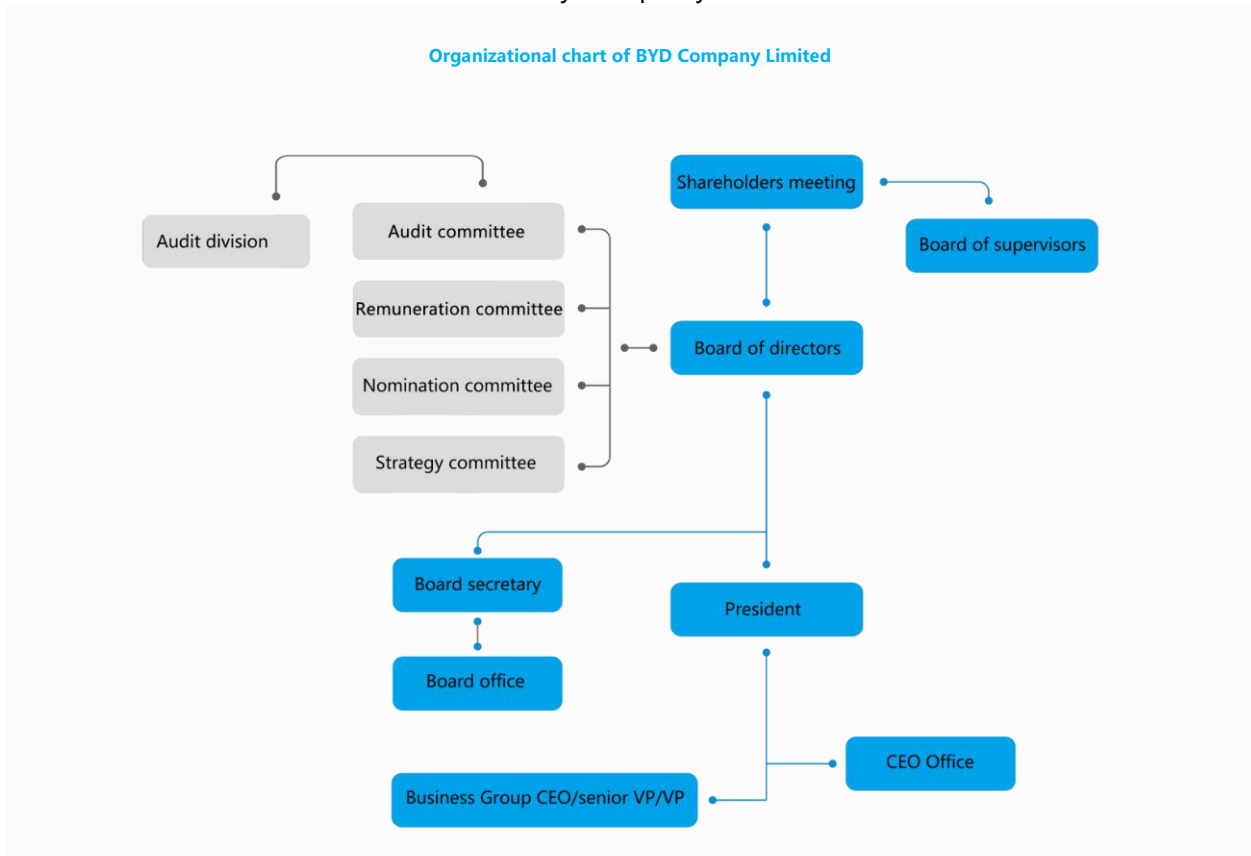 Organizational chart of BYD Company Limited
Shareholders meeting
Audit committee
Audit division
Board of supervisors
Remuneration committee
Board of directors
Nomination committee
Strategy committee
Board secretary
President
Board office
CEO Office
Business Group CEO/senior VP/VP